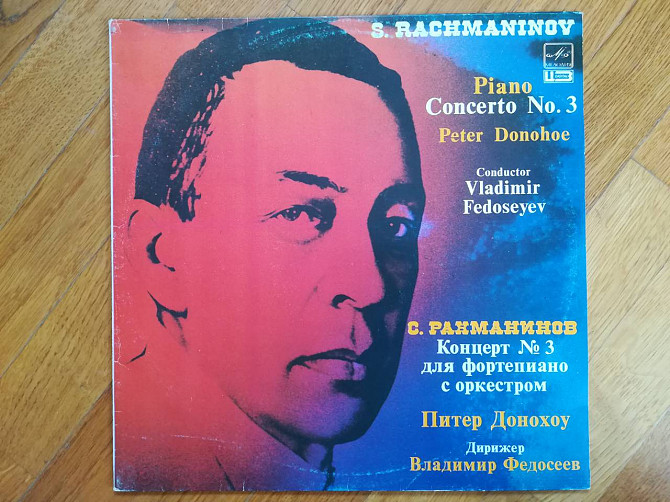 S. RACHMANINOV
Piano
Concerto No. 3
Peter Donohoe
Conductor
Vladimir
Fedoseyev
С. РАХМАНИНОВ
Концерт № 3
для фортепиано
с оркестром
Питер Донохоу
Дирижер
Владимир Федосеев